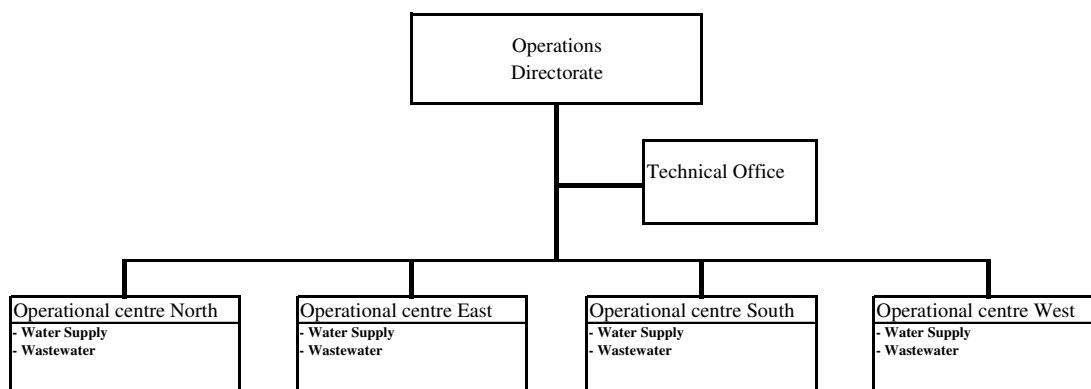 Operations
Directorate
Technical Office
Operational centre North
- Water Supply
- Wastewater
Operational centre East
- Water Supply
- Wastewater
Operational centre South
- Water Supply
- Wastewater
Operational centre West
- Water Supply
- Wastewater